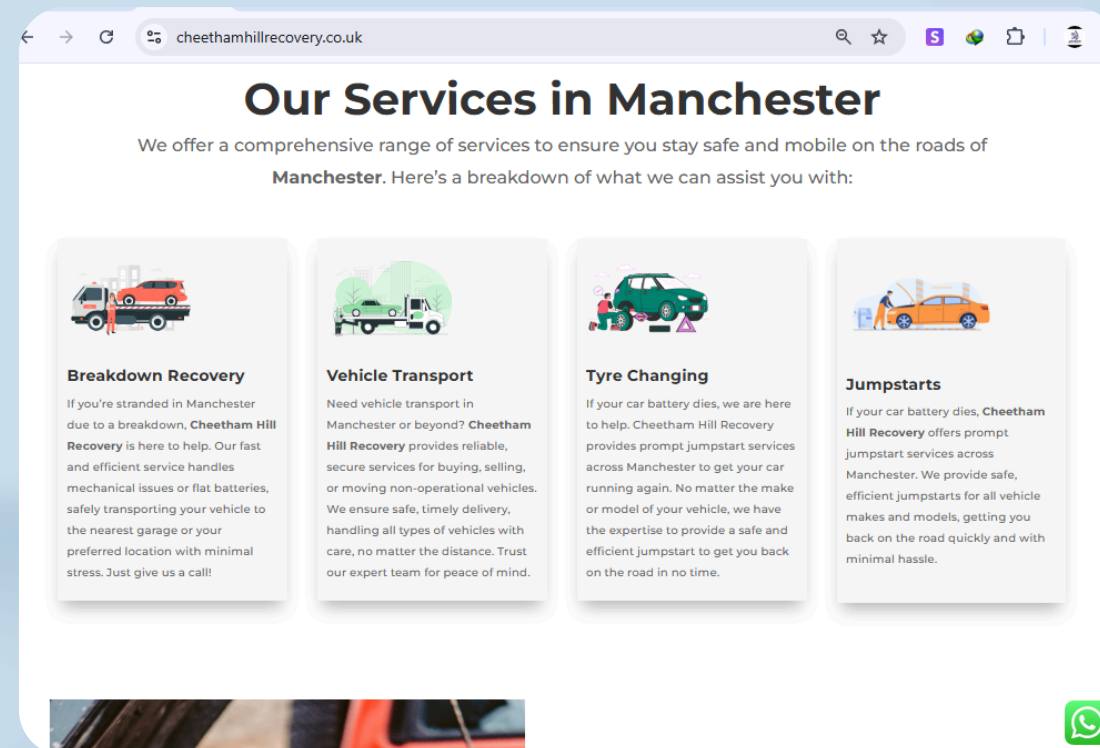 cheethamhillrecovery.co.uk
S
Our Services in Manchester
We offer a comprehensive range of services to ensure you stay safe and mobile on the roads of
Manchester. Here’s a breakdown of what we can assist you with:
Breakdown Recovery
If you’re stranded in Manchester
due to a breakdown, Cheetham Hill
Recovery is here to help. Our fast
and efficient service handles
mechanical issues or flat batteries,
safely transporting your vehicle to
the nearest garage or your
preferred location with minimal
stress. Just give us a call!
Vehicle Transport
Need vehicle transport in
Manchester or beyond? Cheetham
Hill Recovery provides reliable,
secure services for buying, selling,
or moving non-operational vehicles.
We ensure safe, timely delivery,
handling all types of vehicles with
care, no matter the distance. Trust
our expert team for peace of mind.
Tyre Changing
If your car battery dies, we are here
to help. Cheetham Hill Recovery
provides prompt jumpstart services
across Manchester to get your car
running again. No matter the make
or model of your vehicle, we have
the expertise to provide a safe and
efficient jumpstart to get you back
on the road in no time.
Jumpstarts
If your car battery dies, Cheetham
Hill Recovery offers prompt
jumpstart services across
Manchester. We provide safe,
efficient jumpstarts for all vehicle
makes and models, getting you
back on the road quickly and with
minimal hassle.